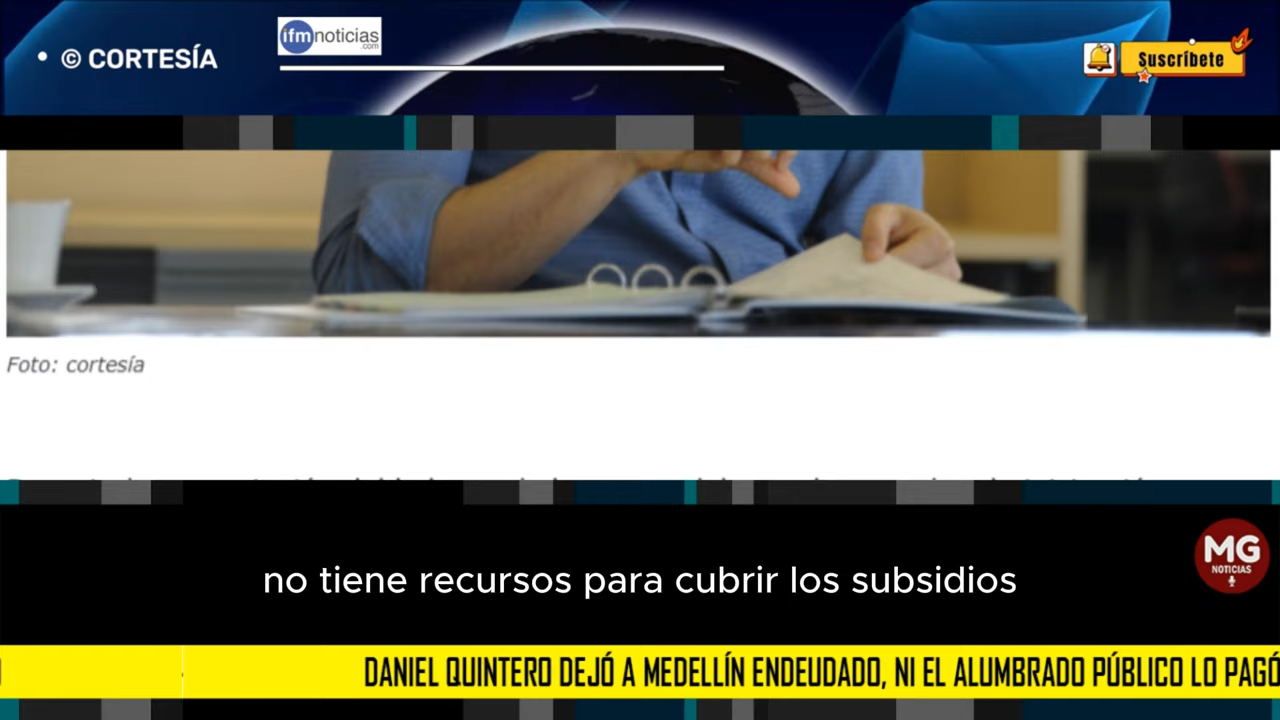 • © CORTESÍA
ifmnoticias
.com
Suscríbete
Foto: cortesía
MG
NOTICIAS
no tiene recursos para cubrir los subsidios
DANIEL QUINTERO DEJÓ A MEDELLÍN ENDEUDADO, NI EL ALUMBRADO PÚBLICO LO PAGÓ